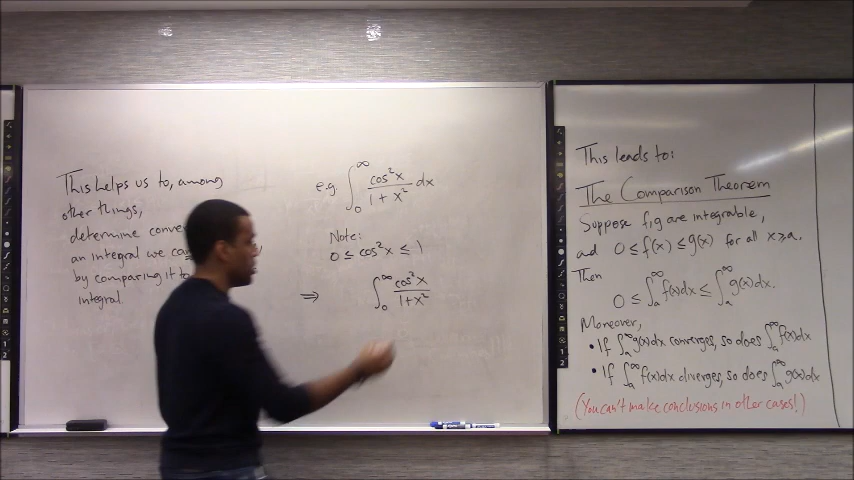 This helps us to, among
other things,
determine conve
an integral we ca
by comparing it to
integral
e.g. ∫₀^∞ cos²x / (1 + x²) dx
Note:
0 ≤ cos²x ≤ 1
⇒ ∫₀^∞ cos²x / (1+x²)
This leads to:
The Comparison Theorem
Suppose f,g are integrable,
ad 0 ≤ f(x) ≤ g(x) for all x ≥ a.
Then
0 ≤ ∫ₐ^∞ f(x)dx ≤ ∫ₐ^∞ g(x)dx.
Moreover,
• If ∫ₐ^∞ g(x)dx converges, so does ∫ₐ^∞ f(x)dx
• If ∫ₐ^∞ f(x)dx diverges, so does ∫ₐ^∞ g(x)dx
(You can't make conclusions in other cases!)